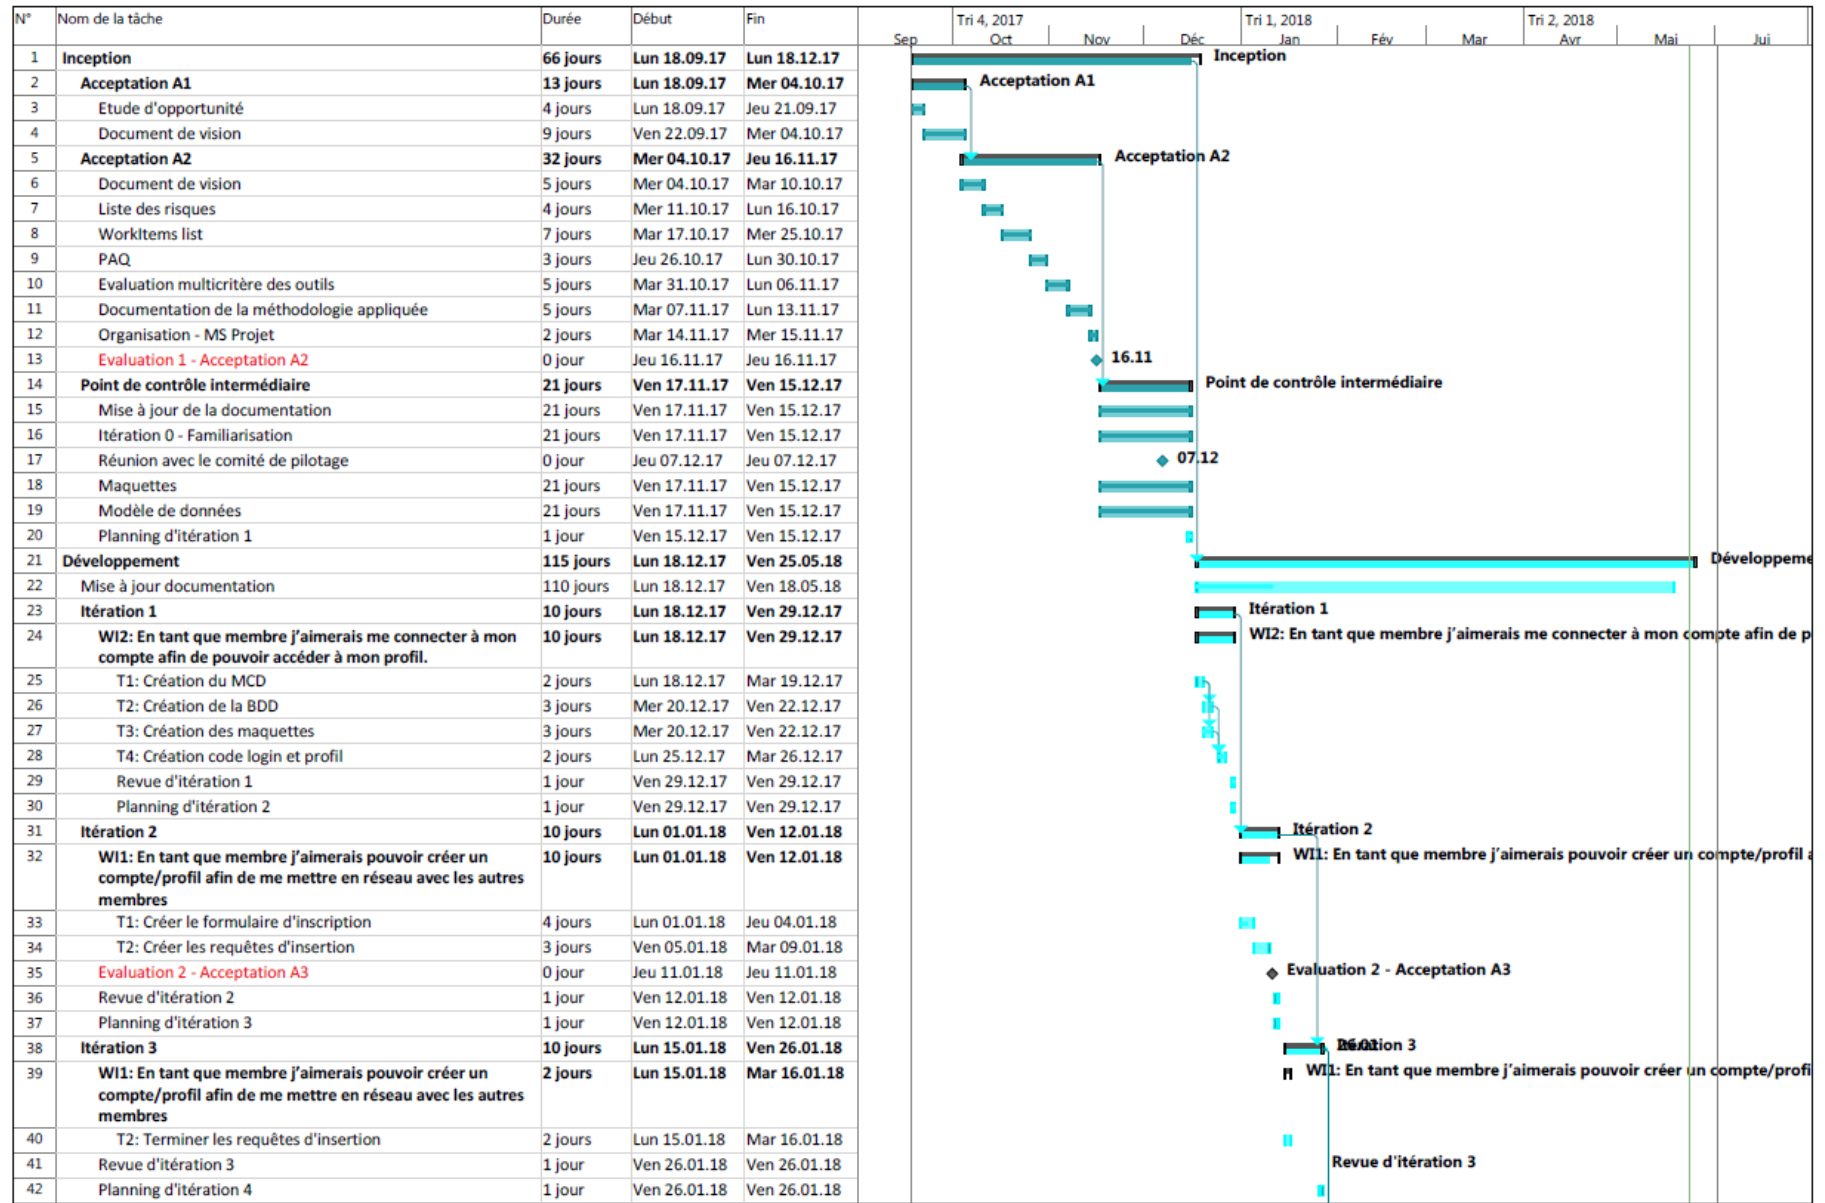 N° Nom de la tâche Durée Début Fin Tri 4, 2017 Tri 1, 2018 Tri 2, 2018
Sep Oct Nov Déc Jan Fév Mar Avr Mai Jui
1 Inception 66 jours Lun 18.09.17 Lun 18.12.17 Inception
2 Acceptation A1 13 jours Lun 18.09.17 Mer 04.10.17 Acceptation A1
3 Etude d'opportunité 4 jours Lun 18.09.17 Jeu 21.09.17
4 Document de vision 9 jours Ven 22.09.17 Mer 04.10.17
5 Acceptation A2 32 jours Mer 04.10.17 Jeu 16.11.17 Acceptation A2
6 Document de vision 5 jours Mer 04.10.17 Mar 10.10.17
7 Liste des risques 4 jours Mer 11.10.17 Lun 16.10.17
8 WorkItems list 7 jours Mar 17.10.17 Mer 25.10.17
9 PAQ 3 jours Jeu 26.10.17 Lun 30.10.17
10 Evaluation multicritère des outils 5 jours Mar 31.10.17 Lun 06.11.17
11 Documentation de la méthodologie appliquée 5 jours Mar 07.11.17 Lun 13.11.17
12 Organisation - MS Projet 2 jours Mar 14.11.17 Mer 15.11.17
13 Evaluation 1 - Acceptation A2 0 jour Jeu 16.11.17 Jeu 16.11.17 16.11
14 Point de contrôle intermédiaire 21 jours Ven 17.11.17 Ven 15.12.17 Point de contrôle intermédiaire
15 Mise à jour de la documentation 21 jours Ven 17.11.17 Ven 15.12.17
16 Itération 0 - Familiarisation 21 jours Ven 17.11.17 Ven 15.12.17
17 Réunion avec le comité de pilotage 0 jour Jeu 07.12.17 Jeu 07.12.17 07.12
18 Maquettes 21 jours Ven 17.11.17 Ven 15.12.17
19 Modèle de données 21 jours Ven 17.11.17 Ven 15.12.17
20 Planning d'itération 1 1 jour Ven 15.12.17 Ven 15.12.17
21 Développement 115 jours Lun 18.12.17 Ven 25.05.18 Développeme
22 Mise à jour documentation 110 jours Lun 18.12.17 Ven 18.05.18
23 Itération 1 10 jours Lun 18.12.17 Ven 29.12.17 Itération 1
24 WI2: En tant que membre j’aimerais me connecter à mon 10 jours Lun 18.12.17 Ven 29.12.17 WI2: En tant que membre j’aimerais me connecter à mon compte afin de p
compte afin de pouvoir accéder à mon profil.
25 T1: Création du MCD 2 jours Lun 18.12.17 Mar 19.12.17
26 T2: Création de la BDD 3 jours Mer 20.12.17 Ven 22.12.17
27 T3: Création des maquettes 3 jours Mer 20.12.17 Ven 22.12.17
28 T4: Création code login et profil 2 jours Lun 25.12.17 Mar 26.12.17
29 Revue d'itération 1 1 jour Ven 29.12.17 Ven 29.12.17
30 Planning d'itération 2 1 jour Ven 29.12.17 Ven 29.12.17
31 Itération 2 10 jours Lun 01.01.18 Ven 12.01.18 Itération 2
32 WI1: En tant que membre j’aimerais pouvoir créer un 10 jours Lun 01.01.18 Ven 12.01.18 WI1: En tant que membre j’aimerais pouvoir créer un compte/profil a
compte/profil afin de me mettre en réseau avec les autres
membres
33 T1: Créer le formulaire d'inscription 4 jours Lun 01.01.18 Jeu 04.01.18
34 T2: Créer les requêtes d'insertion 3 jours Ven 05.01.18 Mar 09.01.18
35 Evaluation 2 - Acceptation A3 0 jour Jeu 11.01.18 Jeu 11.01.18 Evaluation 2 - Acceptation A3
36 Revue d'itération 2 1 jour Ven 12.01.18 Ven 12.01.18
37 Planning d'itération 3 1 jour Ven 12.01.18 Ven 12.01.18
38 Itération 3 10 jours Lun 15.01.18 Ven 26.01.18 Itération 3 26.01
39 WI1: En tant que membre j’aimerais pouvoir créer un 2 jours Lun 15.01.18 Mar 16.01.18 WI1: En tant que membre j’aimerais pouvoir créer un compte/profi
compte/profil afin de me mettre en réseau avec les autres
membres
40 T2: Terminer les requêtes d'insertion 2 jours Lun 15.01.18 Mar 16.01.18
41 Revue d'itération 3 1 jour Ven 26.01.18 Ven 26.01.18 Revue d'itération 3
42 Planning d'itération 4 1 jour Ven 26.01.18 Ven 26.01.18